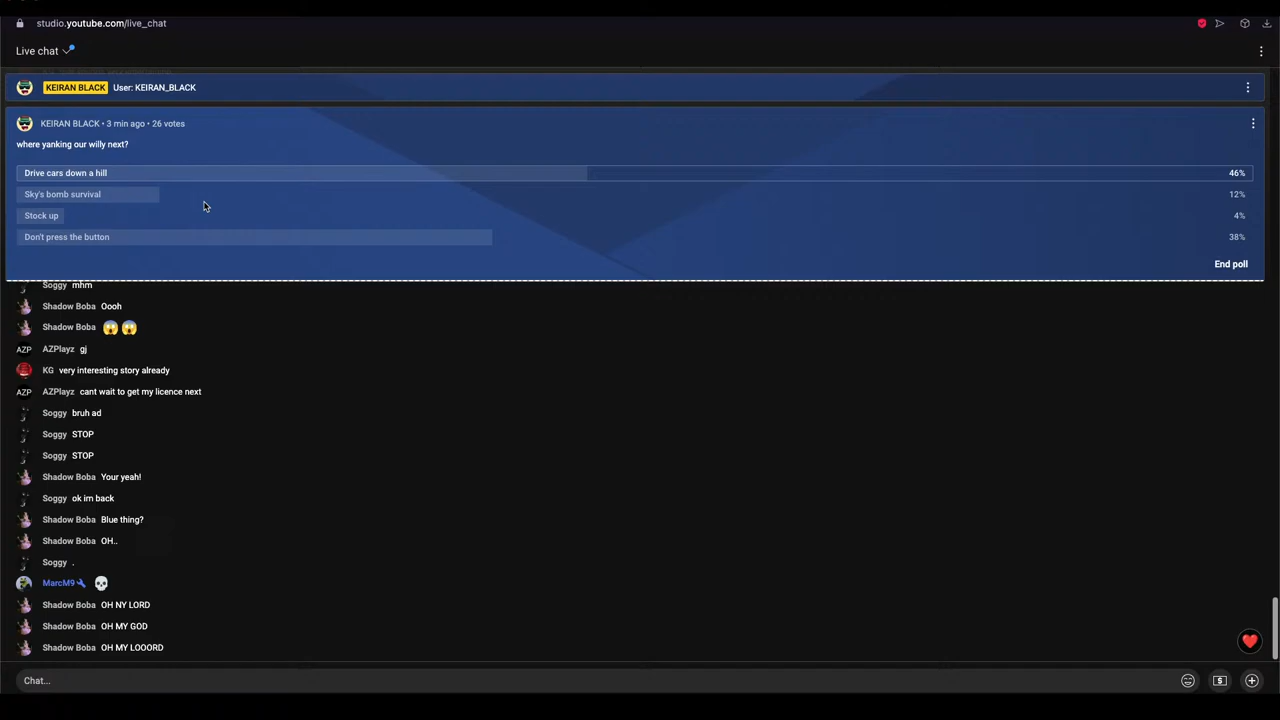 studio.youtube.com/live_chat
Live chat
KEIRAN BLACK User: KEIRAN_BLACK
KEIRAN BLACK • 3 min ago • 26 votes
where yanking our willy next?
Drive cars down a hill 46%
Sky's bomb survival 12%
Stock up 4%
Don't press the button 38%
End poll
Soggy mhm
Shadow Boba Oooh
Shadow Boba 😱😱
AZP AZPlayz gj
KG very interesting story already
AZP AZPlayz cant wait to get my licence next
Soggy bruh ad
Soggy STOP
Soggy STOP
Shadow Boba Your yeah!
Soggy ok im back
Shadow Boba Blue thing?
Shadow Boba OH..
Soggy .
MarcM9 💀
Shadow Boba OH NY LORD
Shadow Boba OH MY GOD
Shadow Boba OH MY LOOORD
Chat...